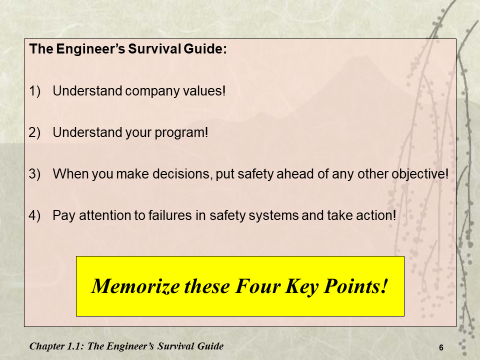 The Engineer's Survival Guide:
1) Understand company values!
2) Understand your program!
3) When you make decisions, put safety ahead of any other objective!
4) Pay attention to failures in safety systems and take action!
Memorize these Four Key Points!
Chapter 1.1: The Engineer's Survival Guide
6